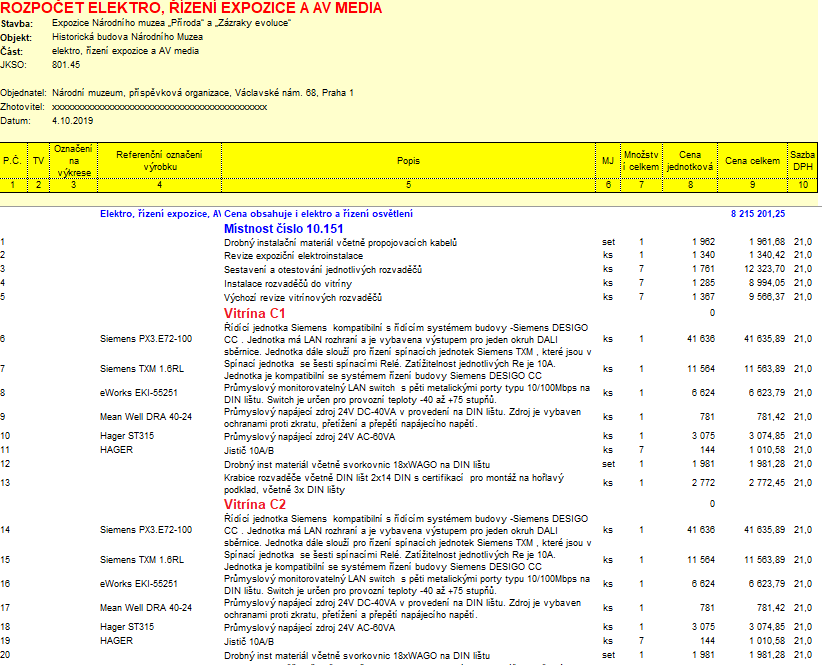 ROZPOČET ELEKTRO, ŘÍZENÍ EXPOZICE A AV MEDIA
Stavba: Expozice Národního muzea „Příroda“ a „Zázraky evoluce“
Objekt: Historická budova Národního Muzea
Část: elektro, řízení expozice a AV media
JKSO: 801.45
Objednatel: Národní muzeum, příspěvková organizace, Václavské nám. 68, Praha 1
Zhotovitel: xxxxxxxxxxxxxxxxxxxxxxxxxxxxxxxxxxxxxxxxxxx
Datum: 4.10.2019
P.Č. TV Označení na výkrese Referenční označení výrobku Popis MJ Množství celkem Cena jednotková Cena celkem Sazba DPH
1 2 3 4 5 6 7 8 9 10
Elektro, řízení expozice, AV Cena obsahuje i elektro a řízení osvětlení 8 215 201,25
Místnost číslo 10.151
1 Drobný instalační materiál včetně propojovacích kabelů set 1 1 962 1 961,68 21,0
2 Revize expoziční elektroinstalace ks 1 1 340 1 340,42 21,0
3 Sestavení a otestování jednotlivých rozvaděčů ks 7 1 761 12 323,70 21,0
4 Instalace rozvaděčů do vitríny ks 7 1 285 8 994,05 21,0
5 Výchozí revize vitrínových rozvaděčů ks 7 1 367 9 566,37 21,0
Vitrína C1 0
Řídící jednotka Siemens kompatibilní s řídícím systémem budovy -Siemens DESIGO
6 Siemens PX3.E72-100 CC . Jednotka má LAN rozhraní a je vybavena výstupem pro jeden okruh DALI ks 1 41 636 41 635,89 21,0
sběrnice. Jednotka dále slouží pro řízení spínacích jednotek Siemens TXM , které jsou v
7 Siemens TXM 1.6RL Spínací jednotka se šesti spínacími Relé. Zatížitelnost jednotlivých Re je 10A. ks 1 11 564 11 563,89 21,0
Jednotka je kompatibilní se systémem řízení budovy Siemens DESIGO CC
8 eWorks EKI-55251 Průmyslový monitorovatelný LAN switch s pěti metalickými porty typu 10/100Mbps na ks 1 6 624 6 623,79 21,0
DIN lištu. Switch je určen pro provozní teploty -40 až +75 stupňů.
9 Mean Well DRA 40-24 Průmyslový napájecí zdroj 24V DC-40VA v provedení na DIN lištu. Zdroj je vybaven ks 1 781 781,42 21,0
ochranami proti zkratu, přetížení a přepětí napájecího napětí.
10 Hager ST315 Průmyslový napájecí zdroj 24V AC-60VA ks 1 3 075 3 074,85 21,0
11 HAGER Jistič 10A/B ks 7 144 1 010,58 21,0
12 Drobný inst materiál včetně svorkovnic 18xWAGO na DIN lištu set 1 1 981 1 981,28 21,0
13 Krabice rozvaděče včetně DIN lišt 2x14 DIN s certifikací pro montáž na hořlavý ks 1 2 772 2 772,45 21,0
podklad, včetně 3x DIN lišty
Vitrína C2 0
Řídící jednotka Siemens kompatibilní s řídícím systémem budovy -Siemens DESIGO
14 Siemens PX3.E72-100 CC . Jednotka má LAN rozhraní a je vybavena výstupem pro jeden okruh DALI ks 1 41 636 41 635,89 21,0
sběrnice. Jednotka dále slouží pro řízení spínacích jednotek Siemens TXM , které jsou v
15 Siemens TXM 1.6RL Spínací jednotka se šesti spínacími Relé. Zatížitelnost jednotlivých Re je 10A. ks 1 11 564 11 563,89 21,0
Jednotka je kompatibilní se systémem řízení budovy Siemens DESIGO CC
16 eWorks EKI-55251 Průmyslový monitorovatelný LAN switch s pěti metalickými porty typu 10/100Mbps na ks 1 6 624 6 623,79 21,0
DIN lištu. Switch je určen pro provozní teploty -40 až +75 stupňů.
17 Mean Well DRA 40-24 Průmyslový napájecí zdroj 24V DC-40VA v provedení na DIN lištu. Zdroj je vybaven ks 1 781 781,42 21,0
ochranami proti zkratu, přetížení a přepětí napájecího napětí.
18 Hager ST315 Průmyslový napájecí zdroj 24V AC-60VA ks 1 3 075 3 074,85 21,0
19 HAGER Jistič 10A/B ks 7 144 1 010,58 21,0
20 Drobný inst materiál včetně svorkovnic 18xWAGO na DIN lištu set 1 1 981 1 981,28 21,0